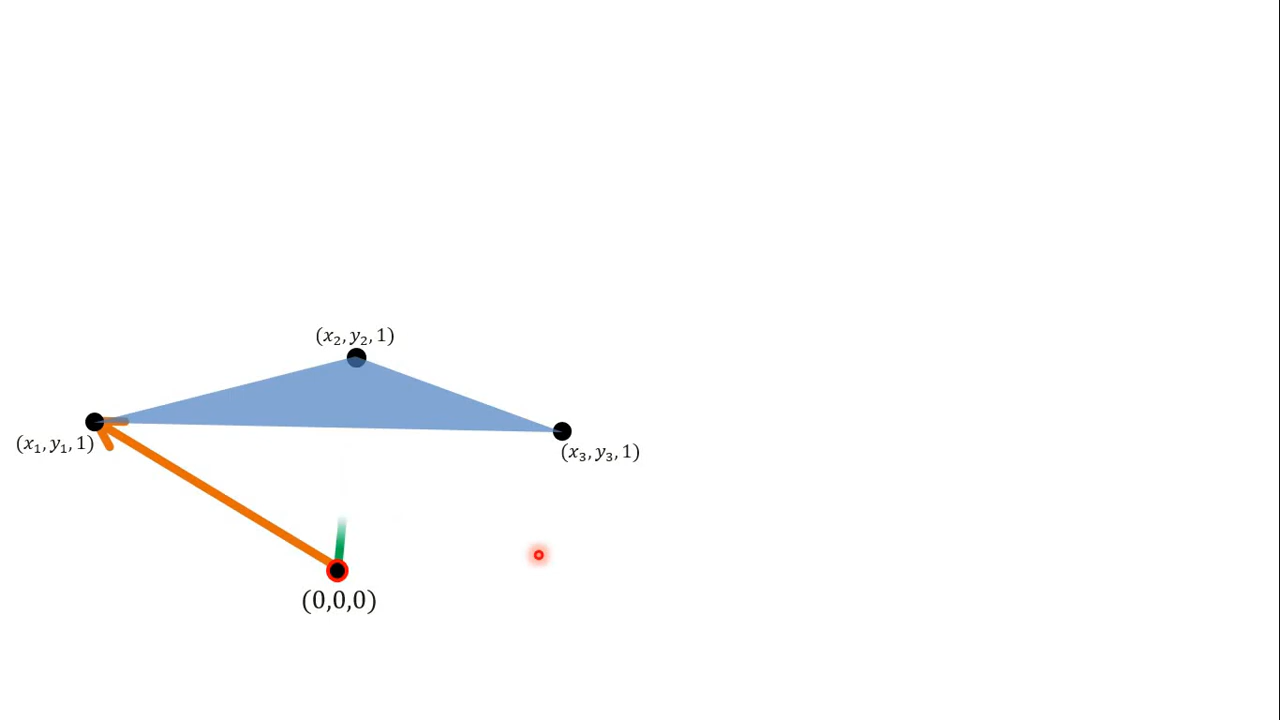 (x₂, y₂, 1)
(x₁, y₁, 1)
(x₃, y₃, 1)
(0,0,0)